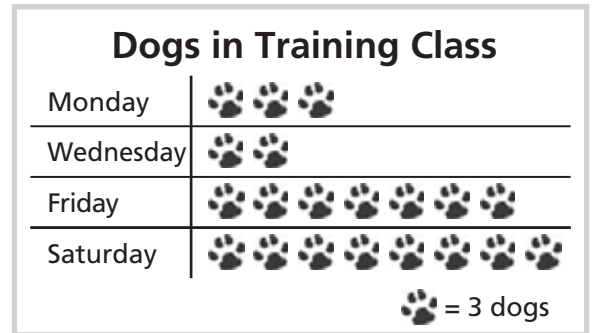 Dogs in Training Class
Monday
Wednesday
Friday
Saturday
= 3 dogs